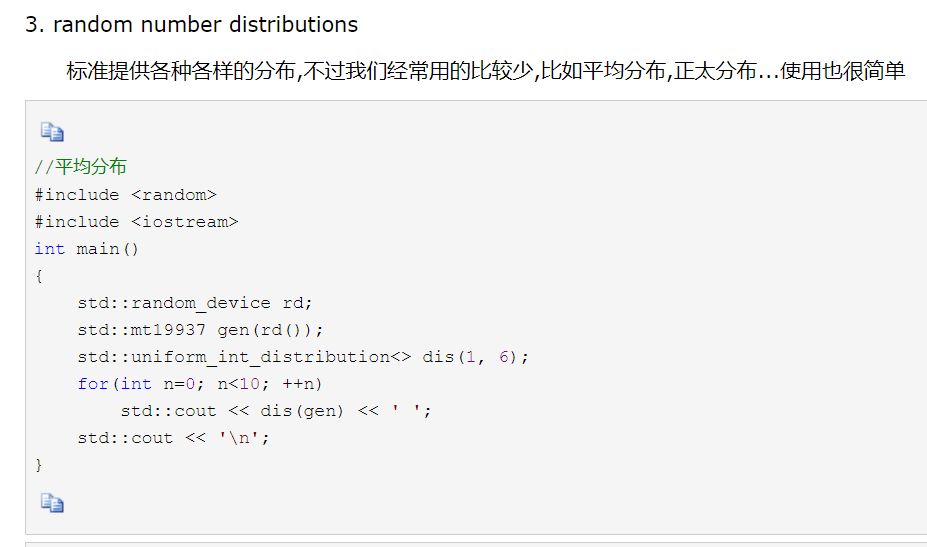 3. random number distributions
标准提供各种各样的分布,不过我们经常用的比较少,比如平均分布,正太分布...使用也很简单
//平均分布
#include <random>
#include <iostream>
int main()
{
    std::random_device rd;
    std::mt19937 gen(rd());
    std::uniform_int_distribution<> dis(1, 6);
    for(int n=0; n<10; ++n)
        std::cout << dis(gen) << ' ';
    std::cout << '\n';
}